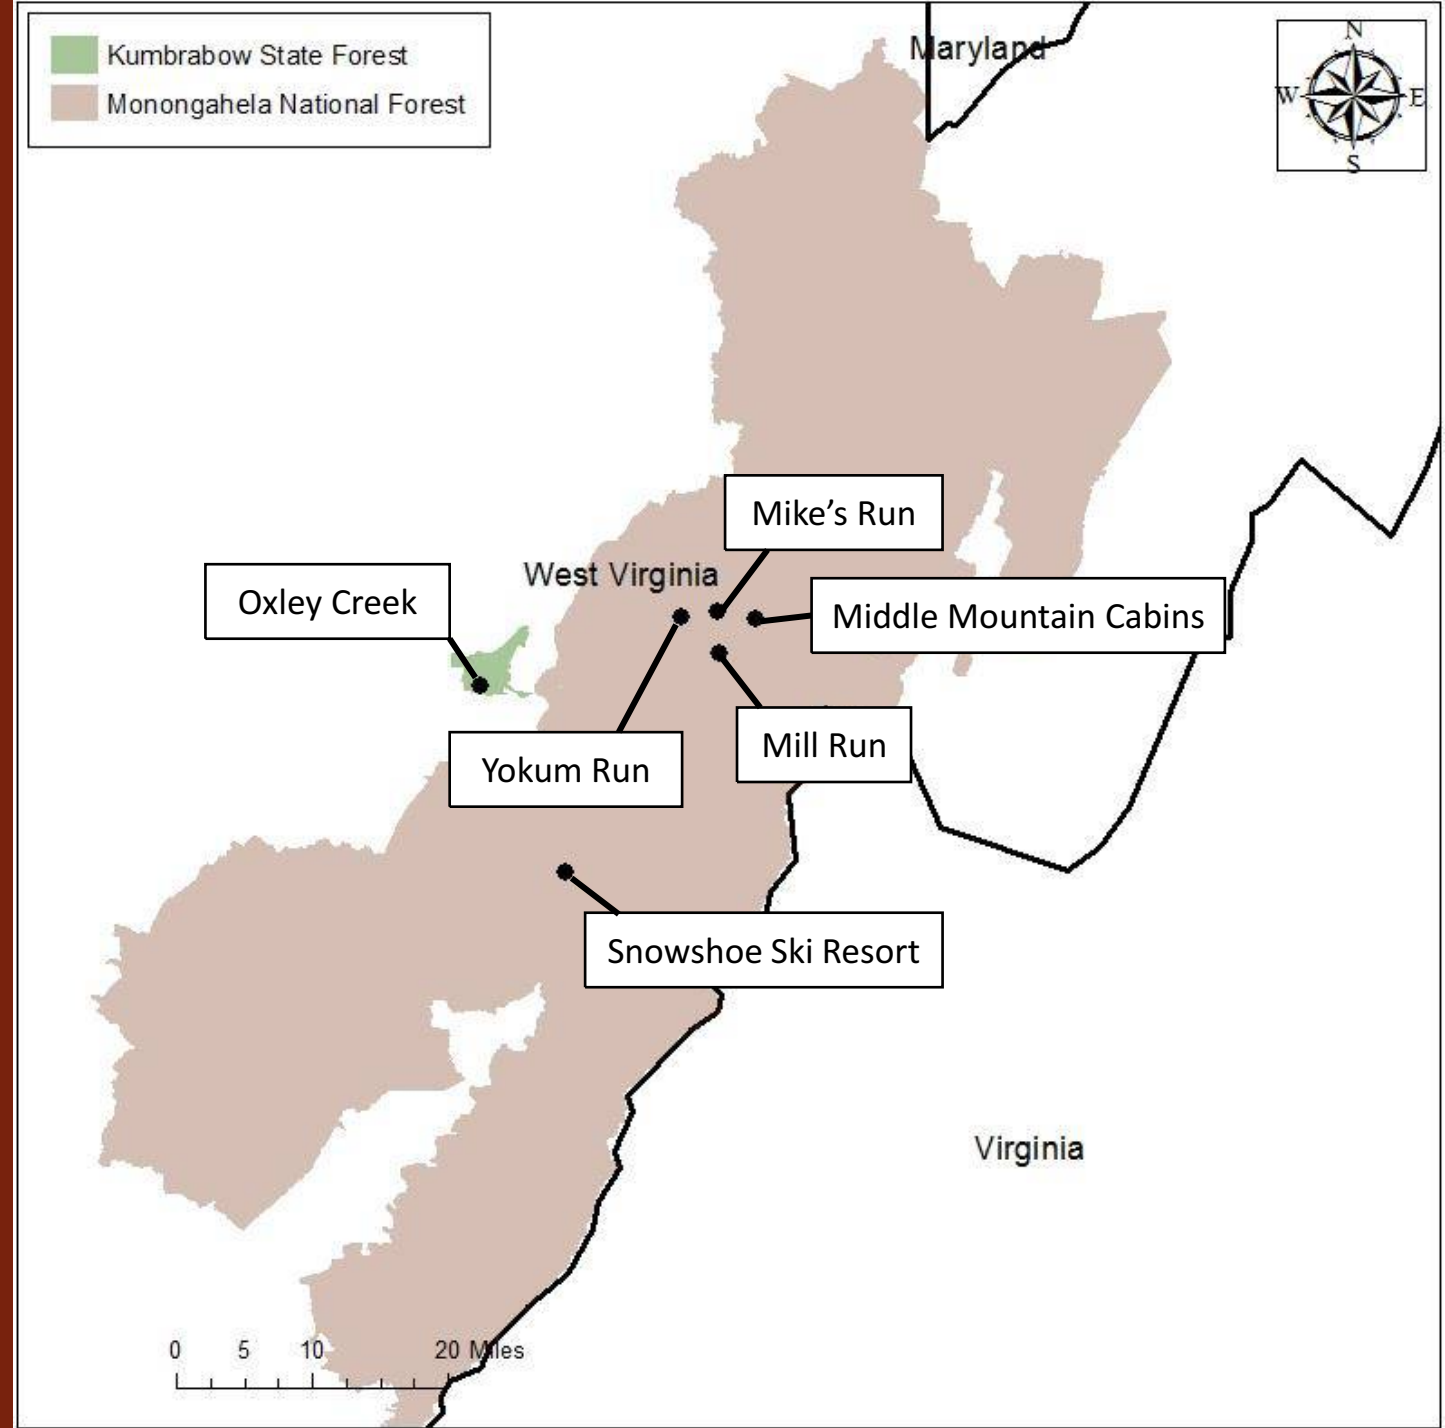 Kumbrabow State Forest
Monongahela National Forest
Maryland
N
W
E
S
Mike’s Run
West Virginia
Oxley Creek
Middle Mountain Cabins
Yokum Run
Mill Run
Snowshoe Ski Resort
Virginia
0 5 10 20 Miles